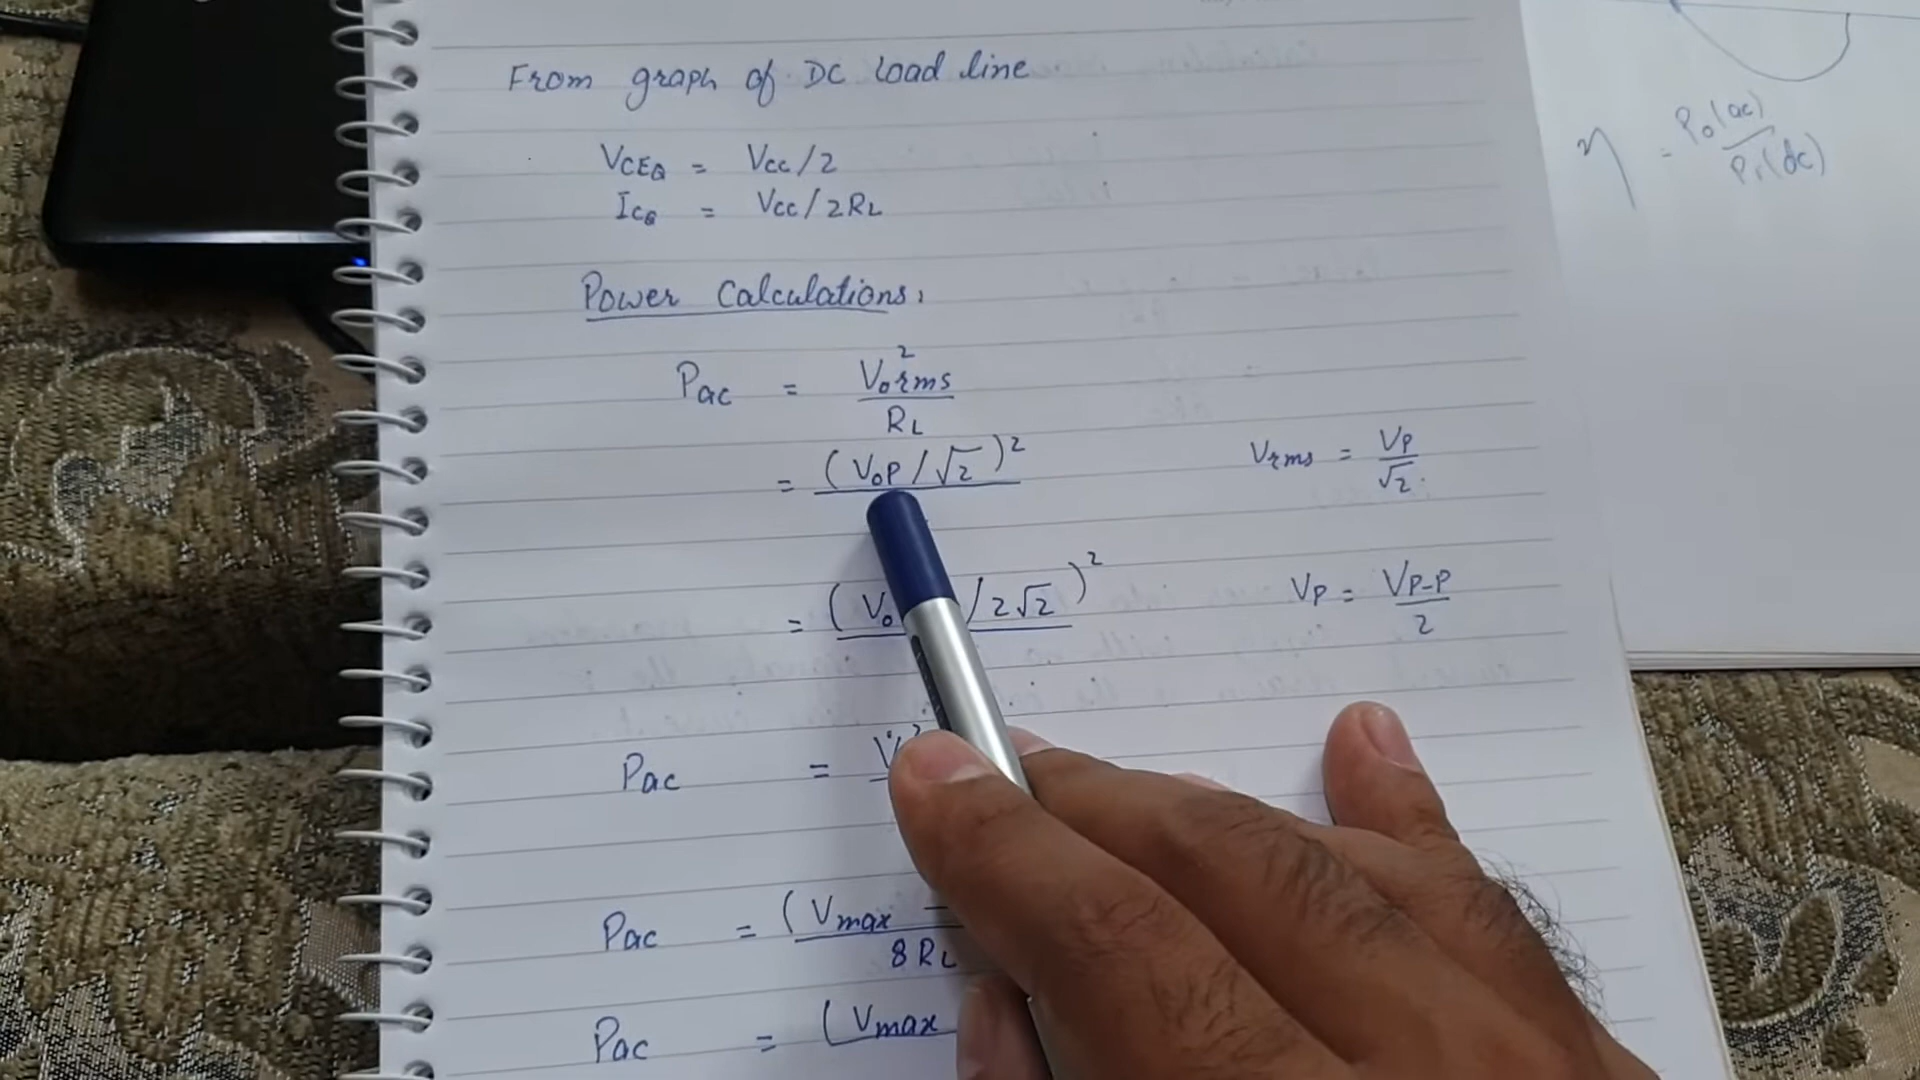 From graph of DC load line
VCEQ = Vcc/2
ICQ = Vcc/2RL
Power Calculations:
Pac = Vorms² / RL
= (Vop/√2)²
Vrms = Vp/√2
= (Vo /2√2)²
Vp = Vp-p/2
Pac = V²
Pac = (Vmax - / 8RL
Pac = (Vmax
η = Po(ac)/Pi(dc)